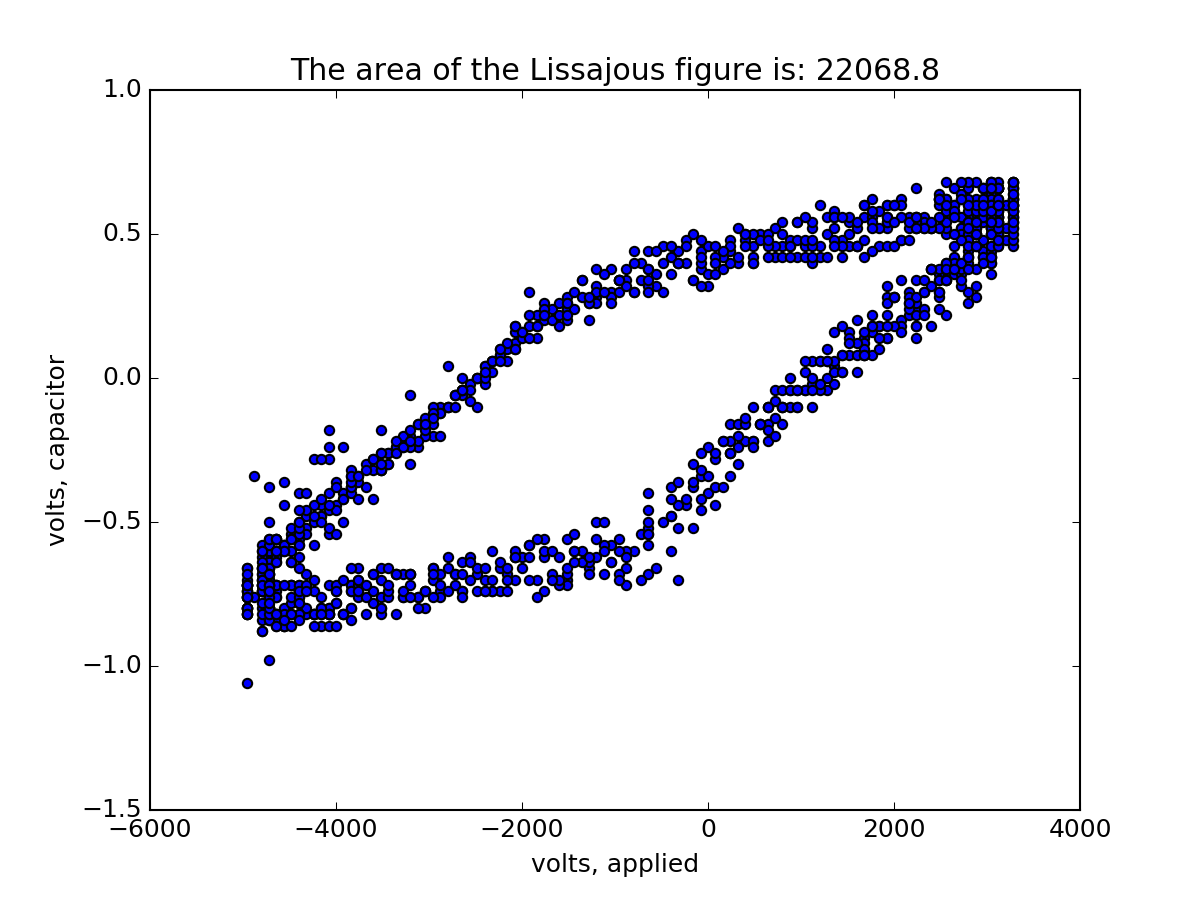 The area of the Lissajous figure is: 22068.8
1.0
0.5
0.0
−0.5
−1.0
−1.5
volts, capacitor
−6000 −4000 −2000 0 2000 4000
volts, applied